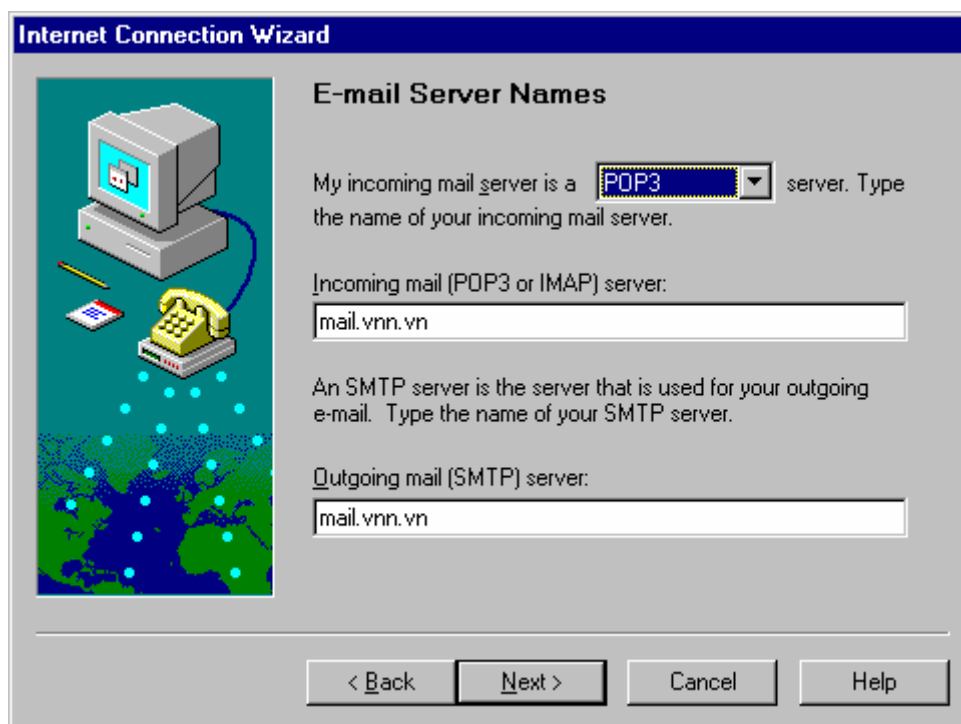 Internet Connection Wizard
E-mail Server Names
My incoming mail server is a POP3 server. Type
the name of your incoming mail server.
Incoming mail (POP3 or IMAP) server:
mail.vnn.vn
An SMTP server is the server that is used for your outgoing
e-mail. Type the name of your SMTP server.
Outgoing mail (SMTP) server:
mail.vnn.vn
< Back Next > Cancel Help